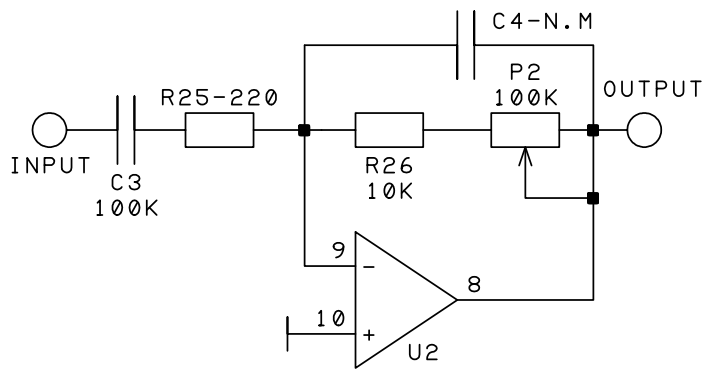 C4-N.M
P2
100K
OUTPUT
R25-220
INPUT
C3
100K
R26
10K
9
-
8
10
+
U2